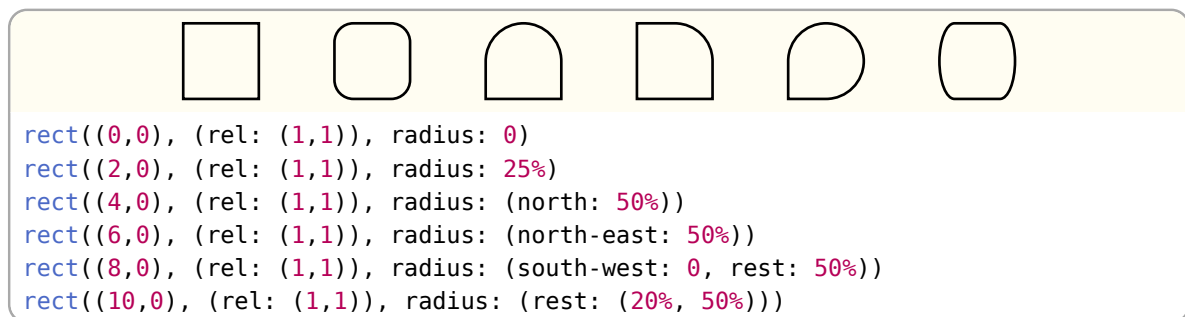 rect((0,0), (rel: (1,1)), radius: 0)
rect((2,0), (rel: (1,1)), radius: 25%)
rect((4,0), (rel: (1,1)), radius: (north: 50%))
rect((6,0), (rel: (1,1)), radius: (north-east: 50%))
rect((8,0), (rel: (1,1)), radius: (south-west: 0, rest: 50%))
rect((10,0), (rel: (1,1)), radius: (rest: (20%, 50%)))